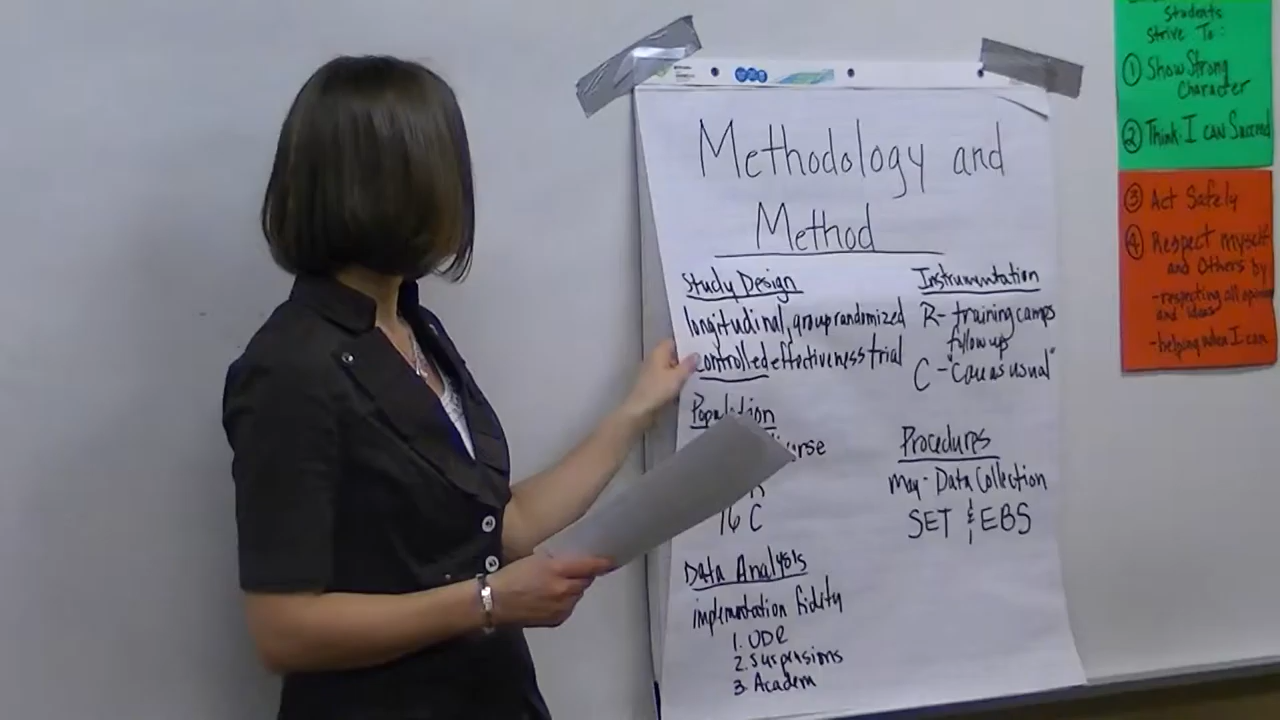 Methodology and
Method
Study Design
longitudinal, group randomized
controlled effectiveness trial
Population
16 C
Data Analysis
implementation fidelity
1. ODR
2. Suspensions
3. Academ
Instrumentation
R- training camps
follow up
C - "Care as usual"
Procedures
May - Data Collection
SET & EBS
Students
Strive To:
① Show Strong
Character
② Think: I CAN Succeed
③ Act Safely
④ Respect myself
and Others by
-respecting all
and ideas
-helping when I can